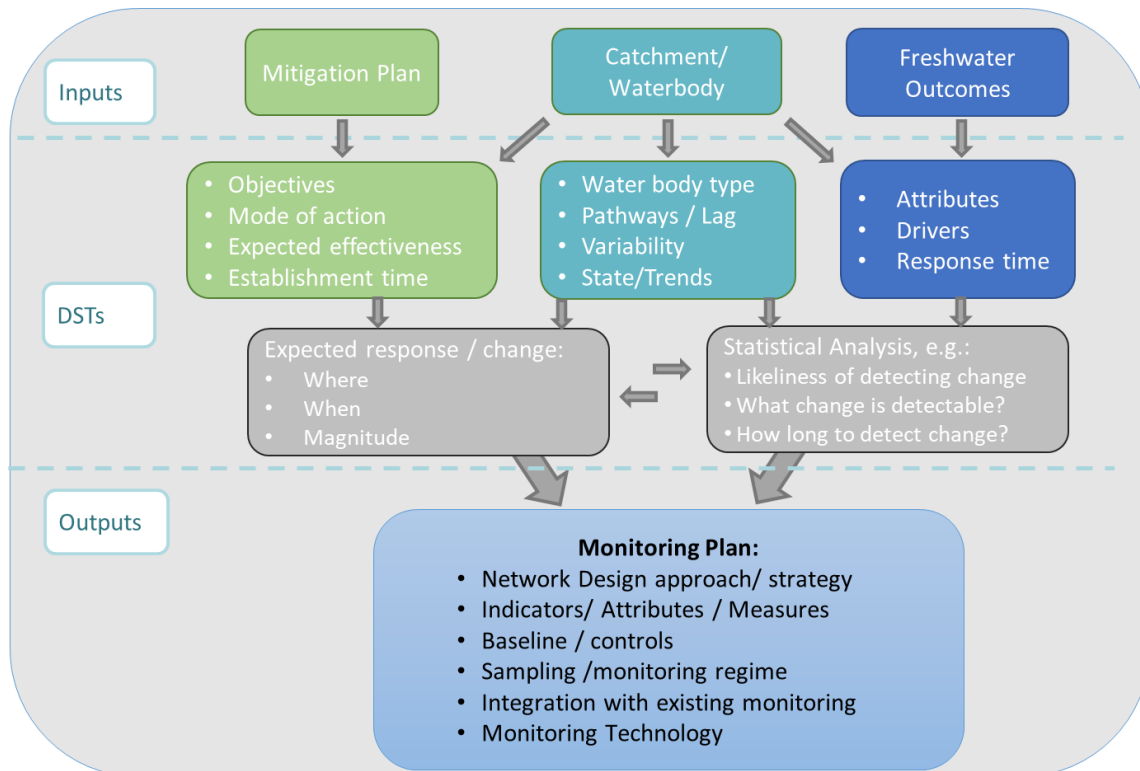 Inputs
Mitigation Plan
Catchment/
Waterbody
Freshwater
Outcomes
DSTs
• Objectives
• Mode of action
• Expected effectiveness
• Establishment time
• Water body type
• Pathways / Lag
• Variability
• State/Trends
• Attributes
• Drivers
• Response time
Expected response / change:
• Where
• When
• Magnitude
Statistical Analysis, e.g.:
• Likeliness of detecting change
• What change is detectable?
• How long to detect change?
Outputs
Monitoring Plan:
• Network Design approach/ strategy
• Indicators/ Attributes / Measures
• Baseline / controls
• Sampling /monitoring regime
• Integration with existing monitoring
• Monitoring Technology